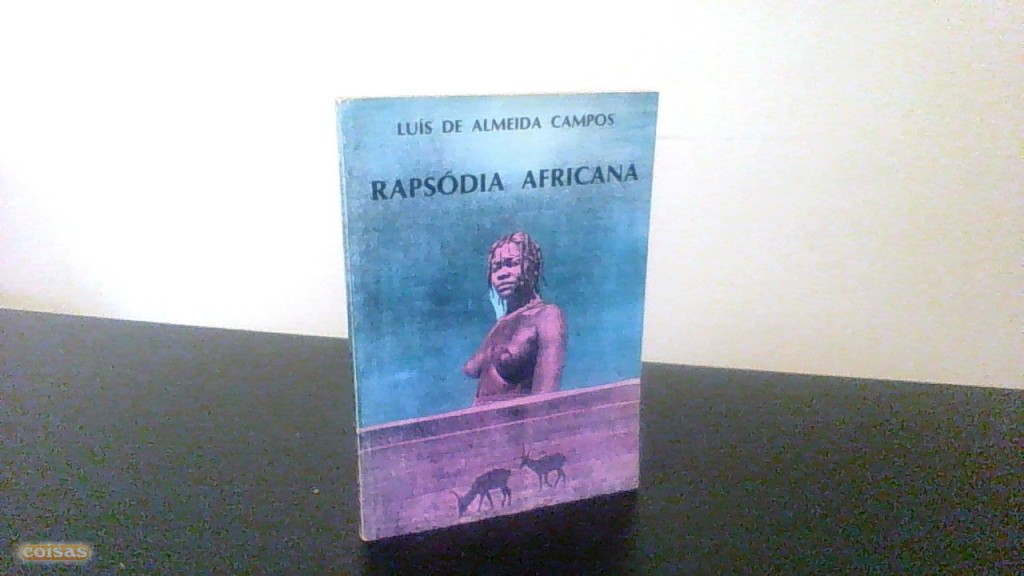 LUÍS DE ALMEIDA CAMPOS
RAPSÓDIA AFRICANA
coisas